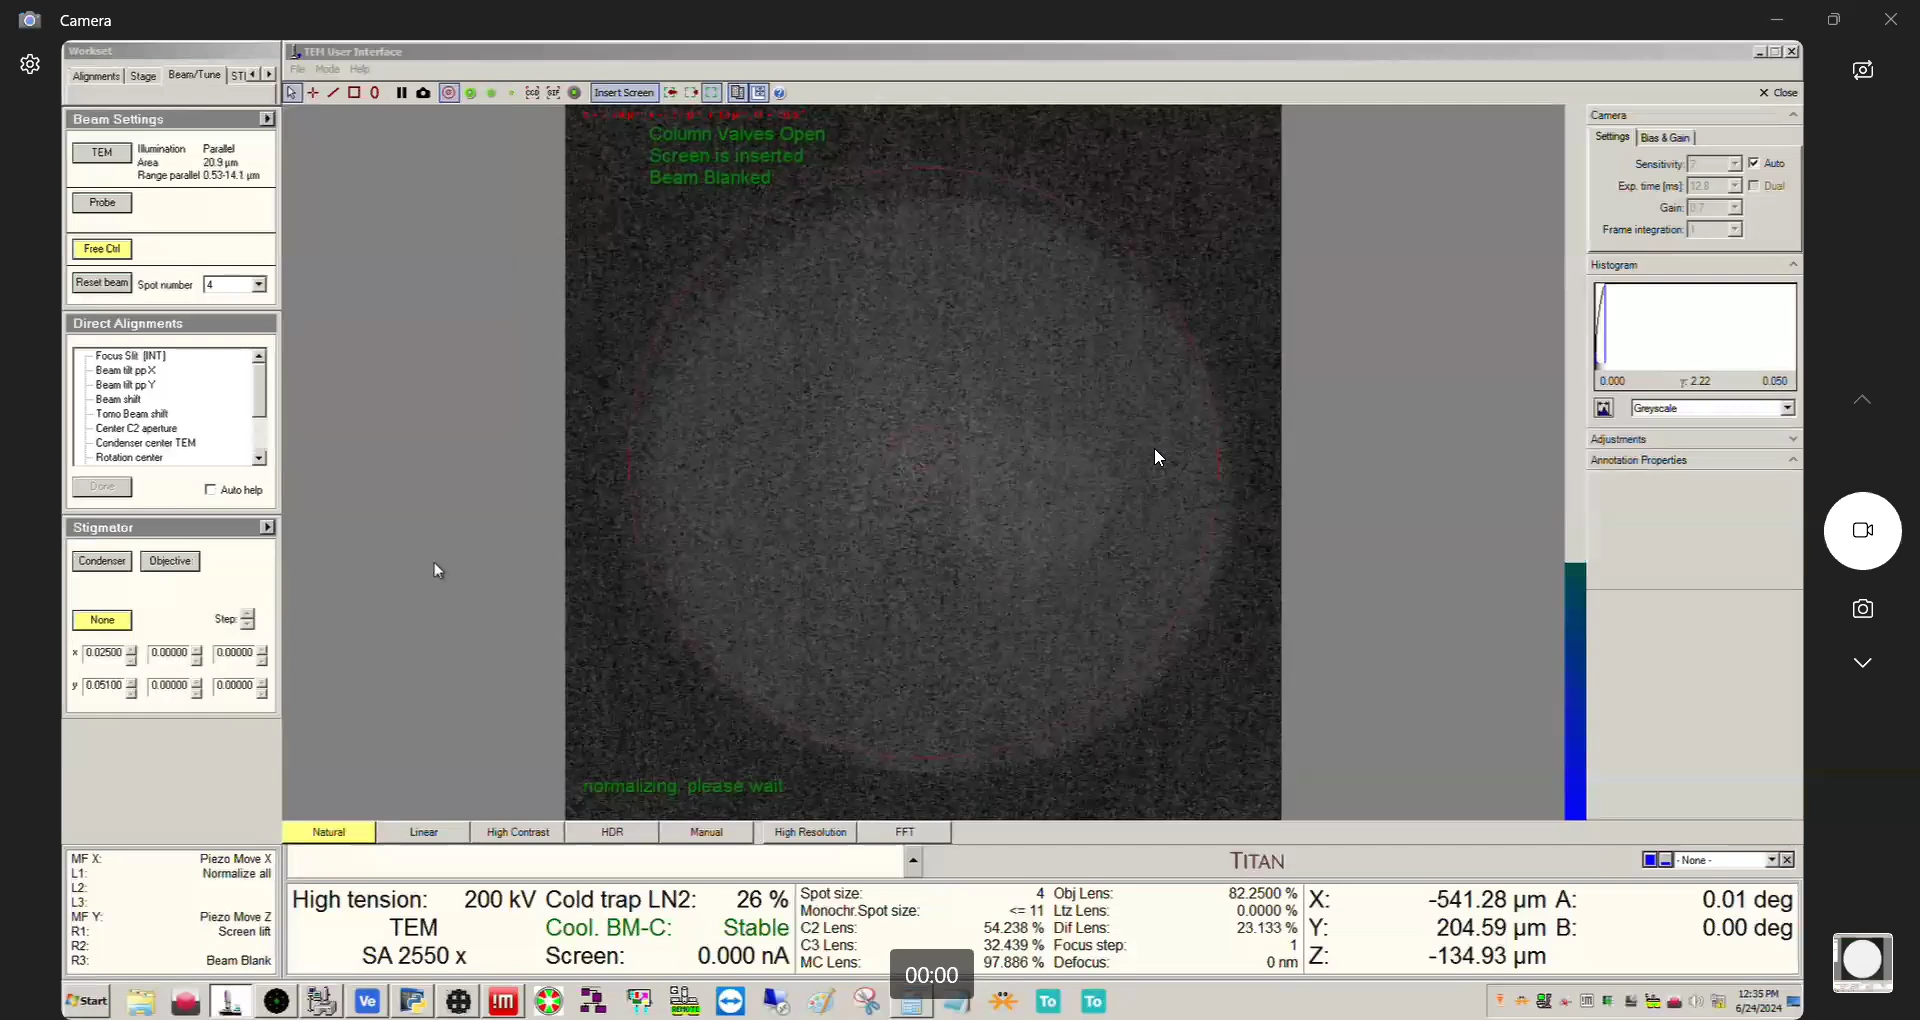 Camera
Workset
Alignments Stage Beam/Tune
Beam Settings
TEM
Illumination Parallel
Area 20.9 µm
Range parallel 0.53-14.1 µm
Probe
Free Ctrl
Reset beam Spot number 4
Direct Alignments
Focus Slit (INT)
Beam tilt pp X
Beam tilt pp Y
Beam shift
Tomo Beam shift
Center C2 aperture
Condenser center TEM
Rotation center
Done Auto help
Stigmator
Condenser Objective
None Step:
x 0.02500 0.00000 0.00000
y 0.05100 0.00000 0.00000
MF X: Piezo Move X
L1: Normalize all
L2:
L3:
MF Y: Piezo Move Z
R1: Screen lift
R2:
R3: Beam Blank
TEM User Interface
File Mode Help
Insert Screen Close
Column Valves Open
Screen is inserted
Beam Blanked
normalizing, please wait
Natural Linear High Contrast HDR Manual High Resolution FFT
Camera
Settings Bias & Gain
Sensitivity: 7 Auto
Exp. time [ms]: 12.8 Dual
Gain: 0.7
Frame integration: 1
Histogram
0.000 γ: 2.22 0.050
Greyscale
Adjustments
Annotation Properties
TITAN
- None -
High tension: 200 kV Cold trap LN2: 26 %
TEM Cool. BM-C: Stable
SA 2550 x Screen: 0.000 nA
Spot size: 4 Obj Lens: 82.2500 %
Monochr.Spot size: <= 11 Ltz Lens: 0.0000 %
C2 Lens: 54.238 % Dif Lens: 23.133 %
C3 Lens: 32.439 % Focus step: 1
MC Lens: 97.886 % Defocus: 0 nm
X: -541.28 µm A: 0.01 deg
Y: 204.59 µm B: 0.00 deg
Z: -134.93 µm
00:00
Start
Ve
REMOTE
To
To
12:35 PM
6/24/2024